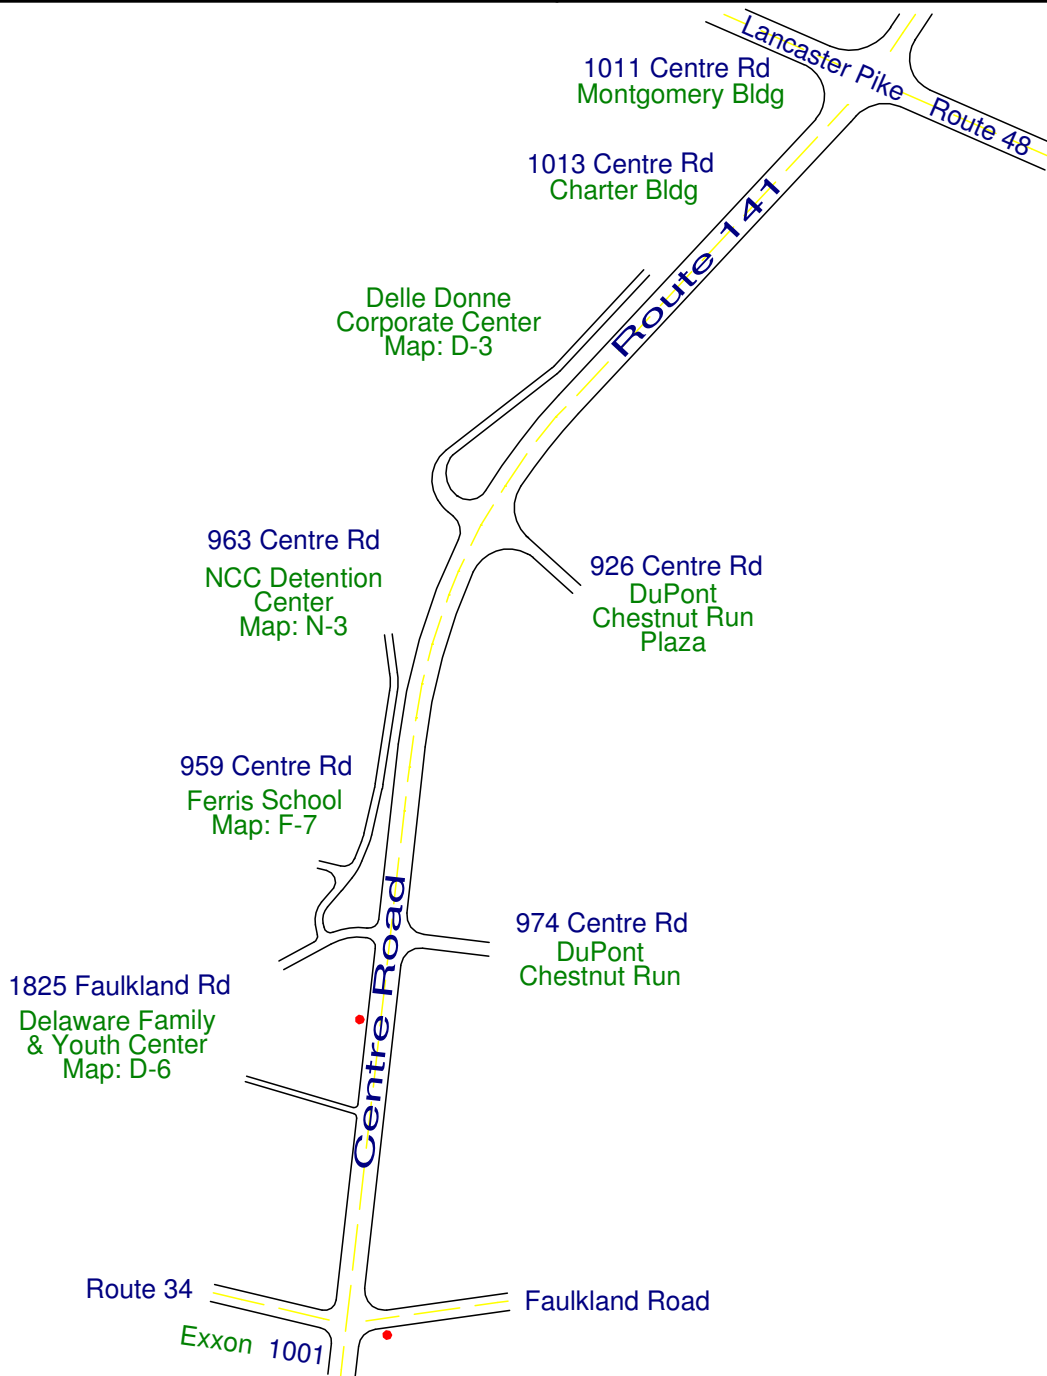 Lancaster Pike Route 48
1011 Centre Rd
Montgomery Bldg
1013 Centre Rd
Charter Bldg
Route 141
Delle Donne
Corporate Center
Map: D-3
963 Centre Rd
NCC Detention
Center
Map: N-3
926 Centre Rd
DuPont
Chestnut Run
Plaza
959 Centre Rd
Ferris School
Map: F-7
Centre Road
974 Centre Rd
DuPont
Chestnut Run
1825 Faulkland Rd
Delaware Family
& Youth Center
Map: D-6
Route 34
Faulkland Road
Exxon 1001